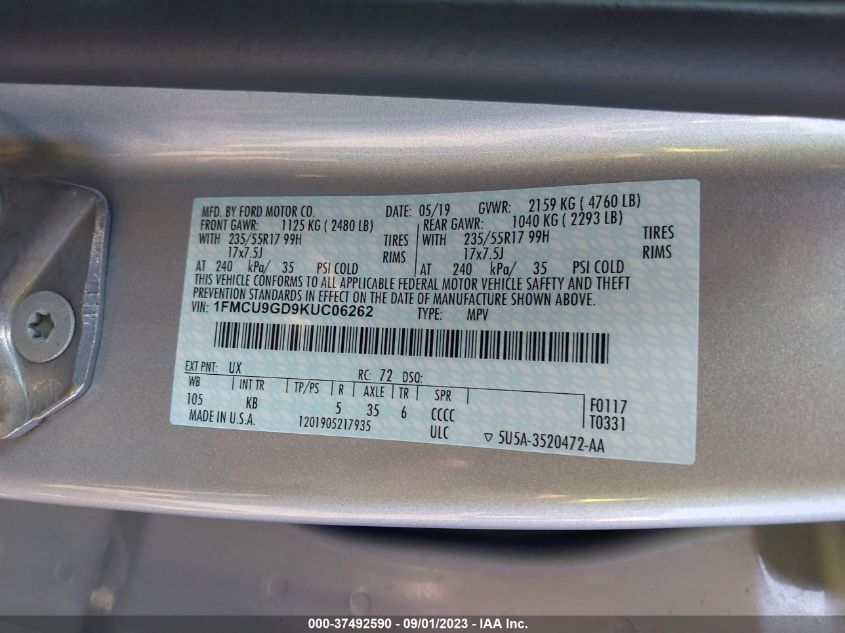 MFD. BY FORD MOTOR CO. DATE: 05/19 GVWR: 2159 KG ( 4760 LB)
FRONT GAWR: 1125 KG ( 2480 LB) REAR GAWR: 1040 KG ( 2293 LB)
WITH 235/55R17 99H TIRES WITH 235/55R17 99H TIRES
17x7.5J RIMS 17x7.5J RIMS
AT 240 kPa/ 35 PSI COLD AT 240 kPa/ 35 PSI COLD
THIS VEHICLE CONFORMS TO ALL APPLICABLE FEDERAL MOTOR VEHICLE SAFETY AND THEFT
PREVENTION STANDARDS IN EFFECT ON THE DATE OF MANUFACTURE SHOWN ABOVE.
VIN: 1FMCU9GD9KUC06262 TYPE: MPV
EXT PNT: UX RC: 72 DSO:
WB INT TR TP/PS R AXLE TR SPR F0117
105 KB 5 35 6 CCCC T0331
MADE IN U.S.A. 1201905217935 ULC ▽ 5U5A-3520472-AA
000-37492590 - 09/01/2023 - IAA Inc.